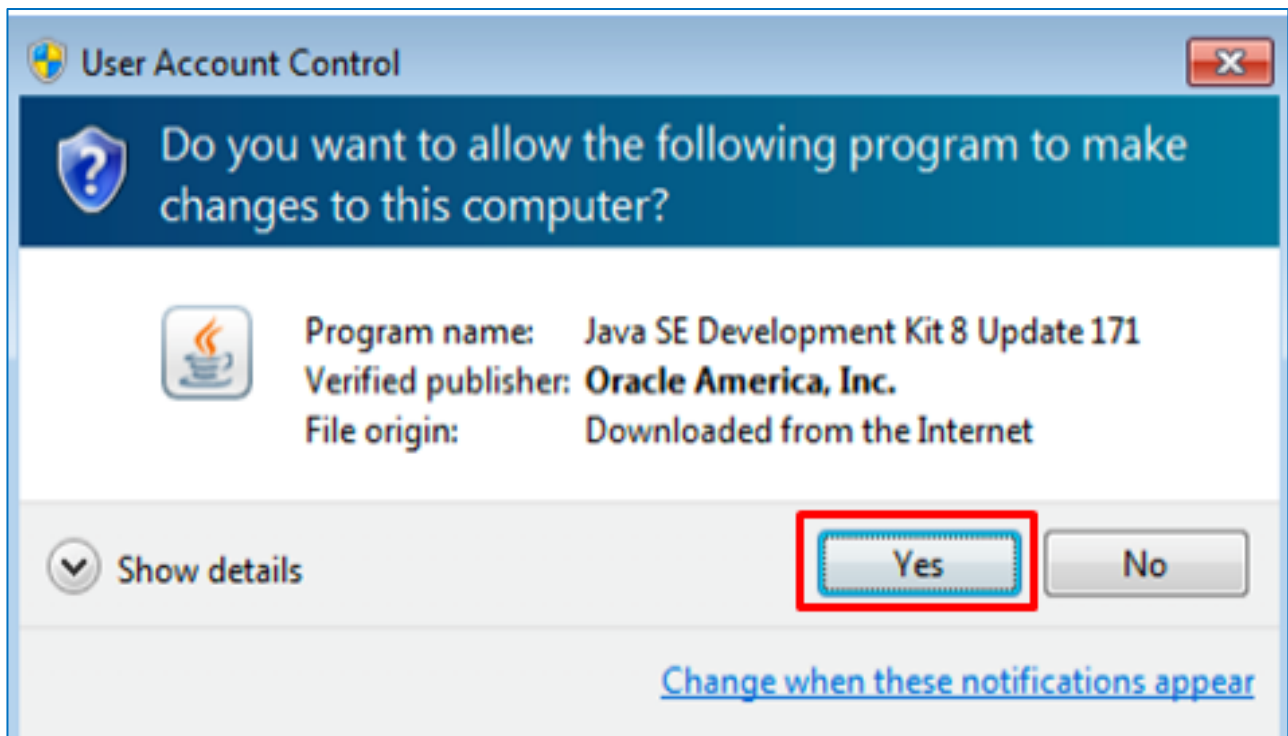 User Account Control
Do you want to allow the following program to make
changes to this computer?
Program name: Java SE Development Kit 8 Update 171
Verified publisher: Oracle America, Inc.
File origin: Downloaded from the Internet
Show details Yes No
Change when these notifications appear